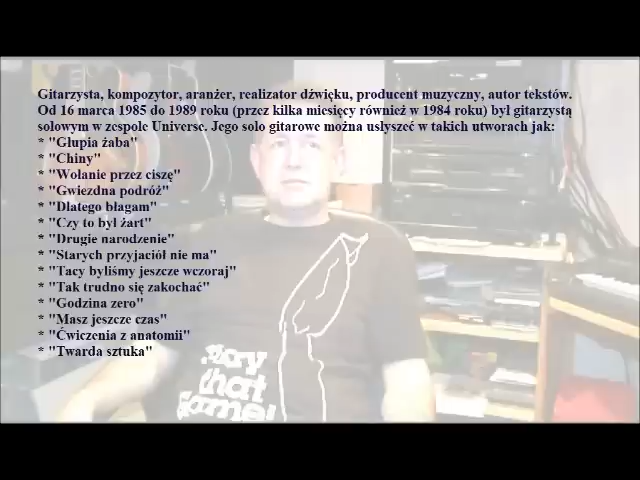 Gitarzysta, kompozytor, aranżer, realizator dźwięku, producent muzyczny, autor tekstów.
Od 16 marca 1985 do 1989 roku (przez kilka miesięcy również w 1984 roku) był gitarzystą
solowym w zespole Universe. Jego solo gitarowe można usłyszeć w takich utworach jak:
* "Głupia żaba"
* "Chiny"
* "Wołanie przez ciszę"
* "Gwiezdna podróż"
* "Dlatego błagam"
* "Czy to był żart"
* "Drugie narodzenie"
* "Starych przyjaciół nie ma"
* "Tacy byliśmy jeszcze wczoraj"
* "Tak trudno się zakochać"
* "Godzina zero"
* "Masz jeszcze czas"
* "Ćwiczenia z anatomii"
* "Twarda sztuka"
that